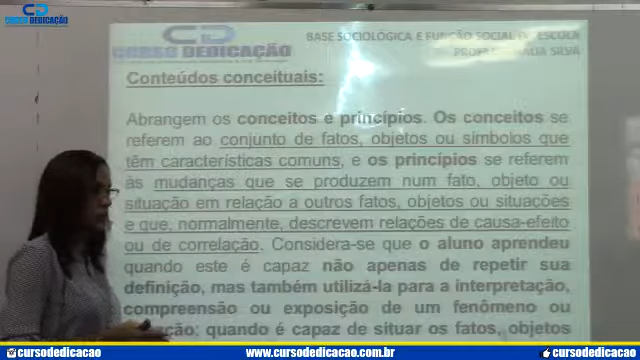 CURSO DEDICAÇÃO
CURSO DEDICAÇÃO
BASE SOCIOLÓGICA E FUNÇÃO SOCIAL ESCOLA
SILVA
Conteúdos conceituais:
Abrangem os conceitos e princípios. Os conceitos se
referem ao conjunto de fatos, objetos ou símbolos que
têm características comuns, e os princípios se referem
às mudanças que se produzem num fato, objeto ou
situação em relação a outros fatos, objetos ou situações
e que, normalmente, descrevem relações de causa-efeito
ou de correlação. Considera-se que o aluno aprendeu
quando este é capaz não apenas de repetir sua
definição, mas também utilizá-la para a interpretação,
compreensão ou exposição de um fenômeno ou
quando é capaz de situar os fatos, objetos
cursodedicacao
www.cursodedicacao.com.br
/cursodedicacao